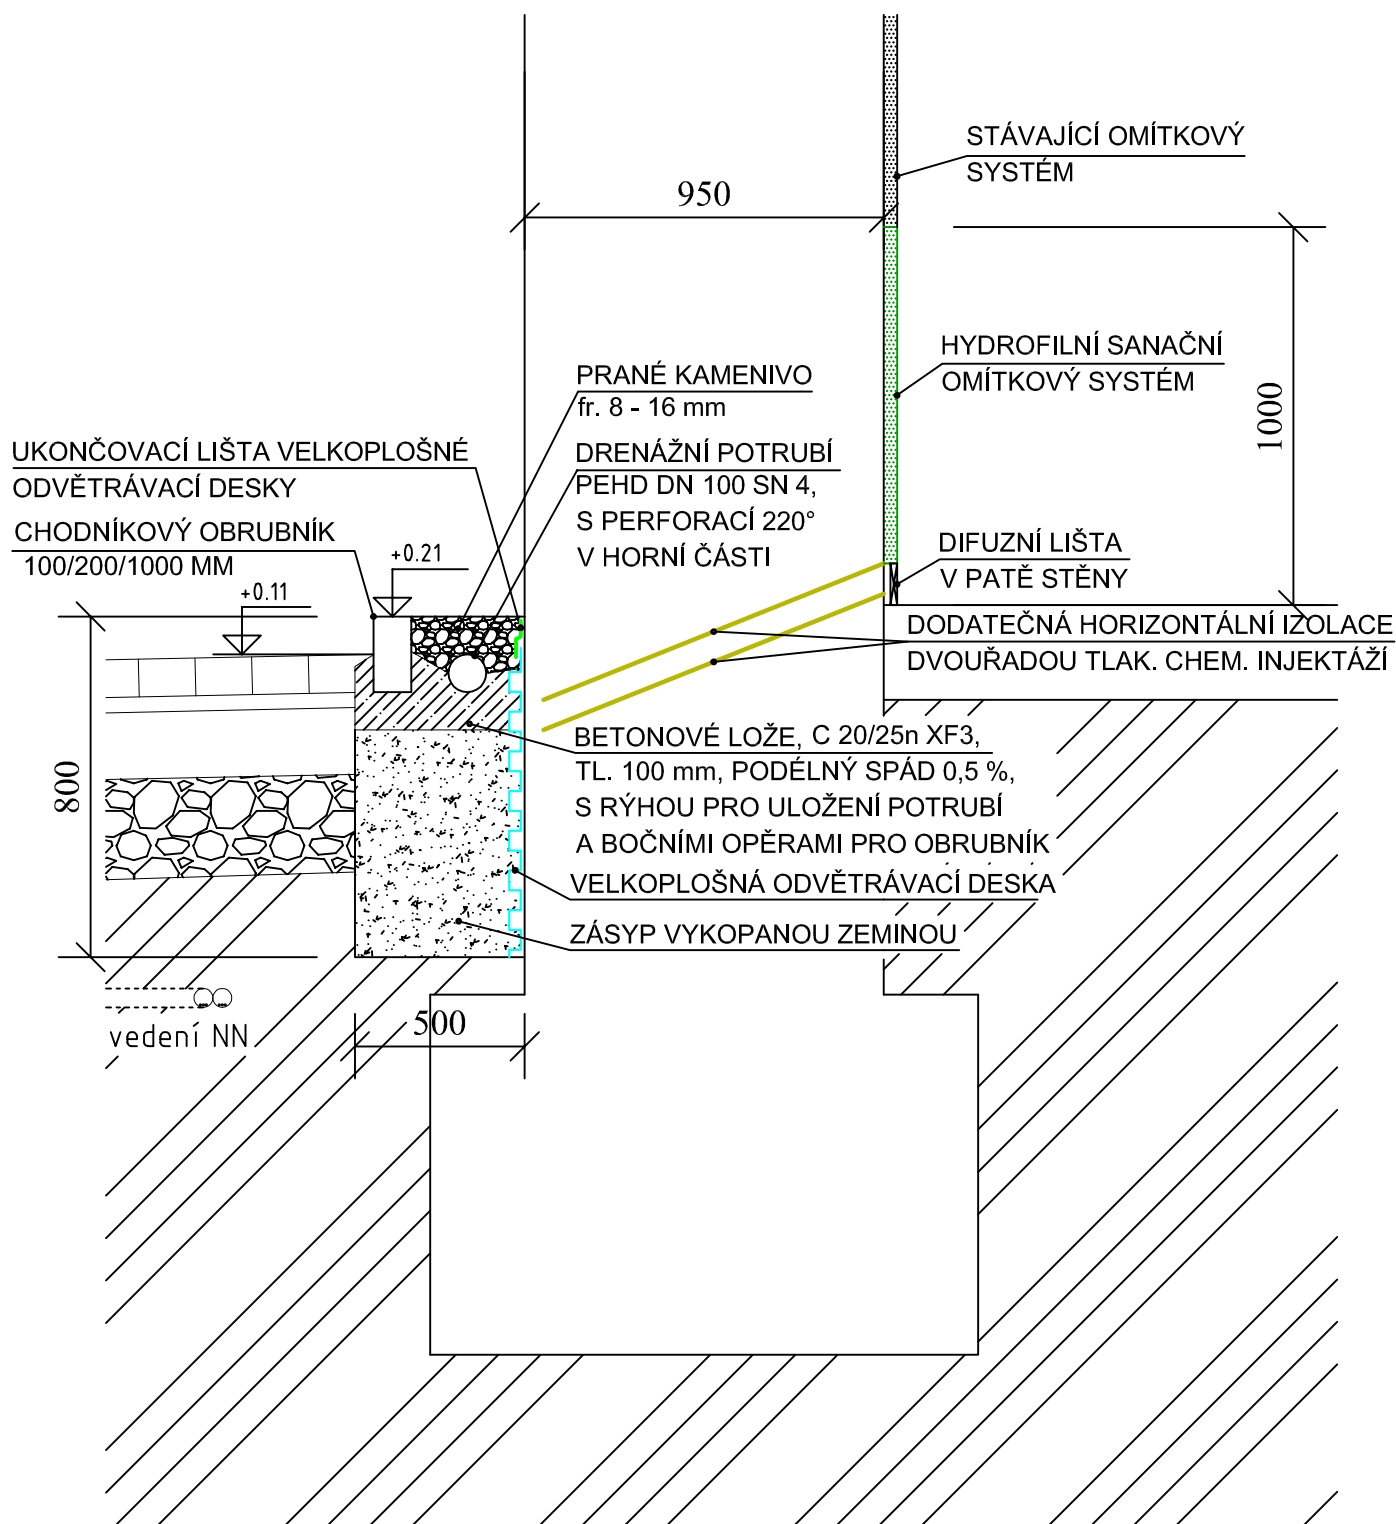 STÁVAJÍCÍ OMÍTKOVÝ
SYSTÉM
950
HYDROFILNÍ SANAČNÍ
OMÍTKOVÝ SYSTÉM
1000
PRANÉ KAMENIVO
fr. 8 - 16 mm
UKONČOVACÍ LIŠTA VELKOPLOŠNÉ
ODVĚTRÁVACÍ DESKY
DRENÁŽNÍ POTRUBÍ
PEHD DN 100 SN 4,
S PERFORACÍ 220°
V HORNÍ ČÁSTI
CHODNÍKOVÝ OBRUBNÍK
100/200/1000 MM
+0.21
+0.11
DIFUZNÍ LIŠTA
V PATĚ STĚNY
DODATEČNÁ HORIZONTÁLNÍ IZOLACE
DVOUŘADOU TLAK. CHEM. INJEKTÁŽÍ
800
BETONOVÉ LOŽE, C 20/25n XF3,
TL. 100 mm, PODÉLNÝ SPÁD 0,5 %,
S RÝHOU PRO ULOŽENÍ POTRUBÍ
A BOČNÍMI OPĚRAMI PRO OBRUBNÍK
VELKOPLOŠNÁ ODVĚTRÁVACÍ DESKA
ZÁSYP VYKOPANOU ZEMINOU
vedení NN
500